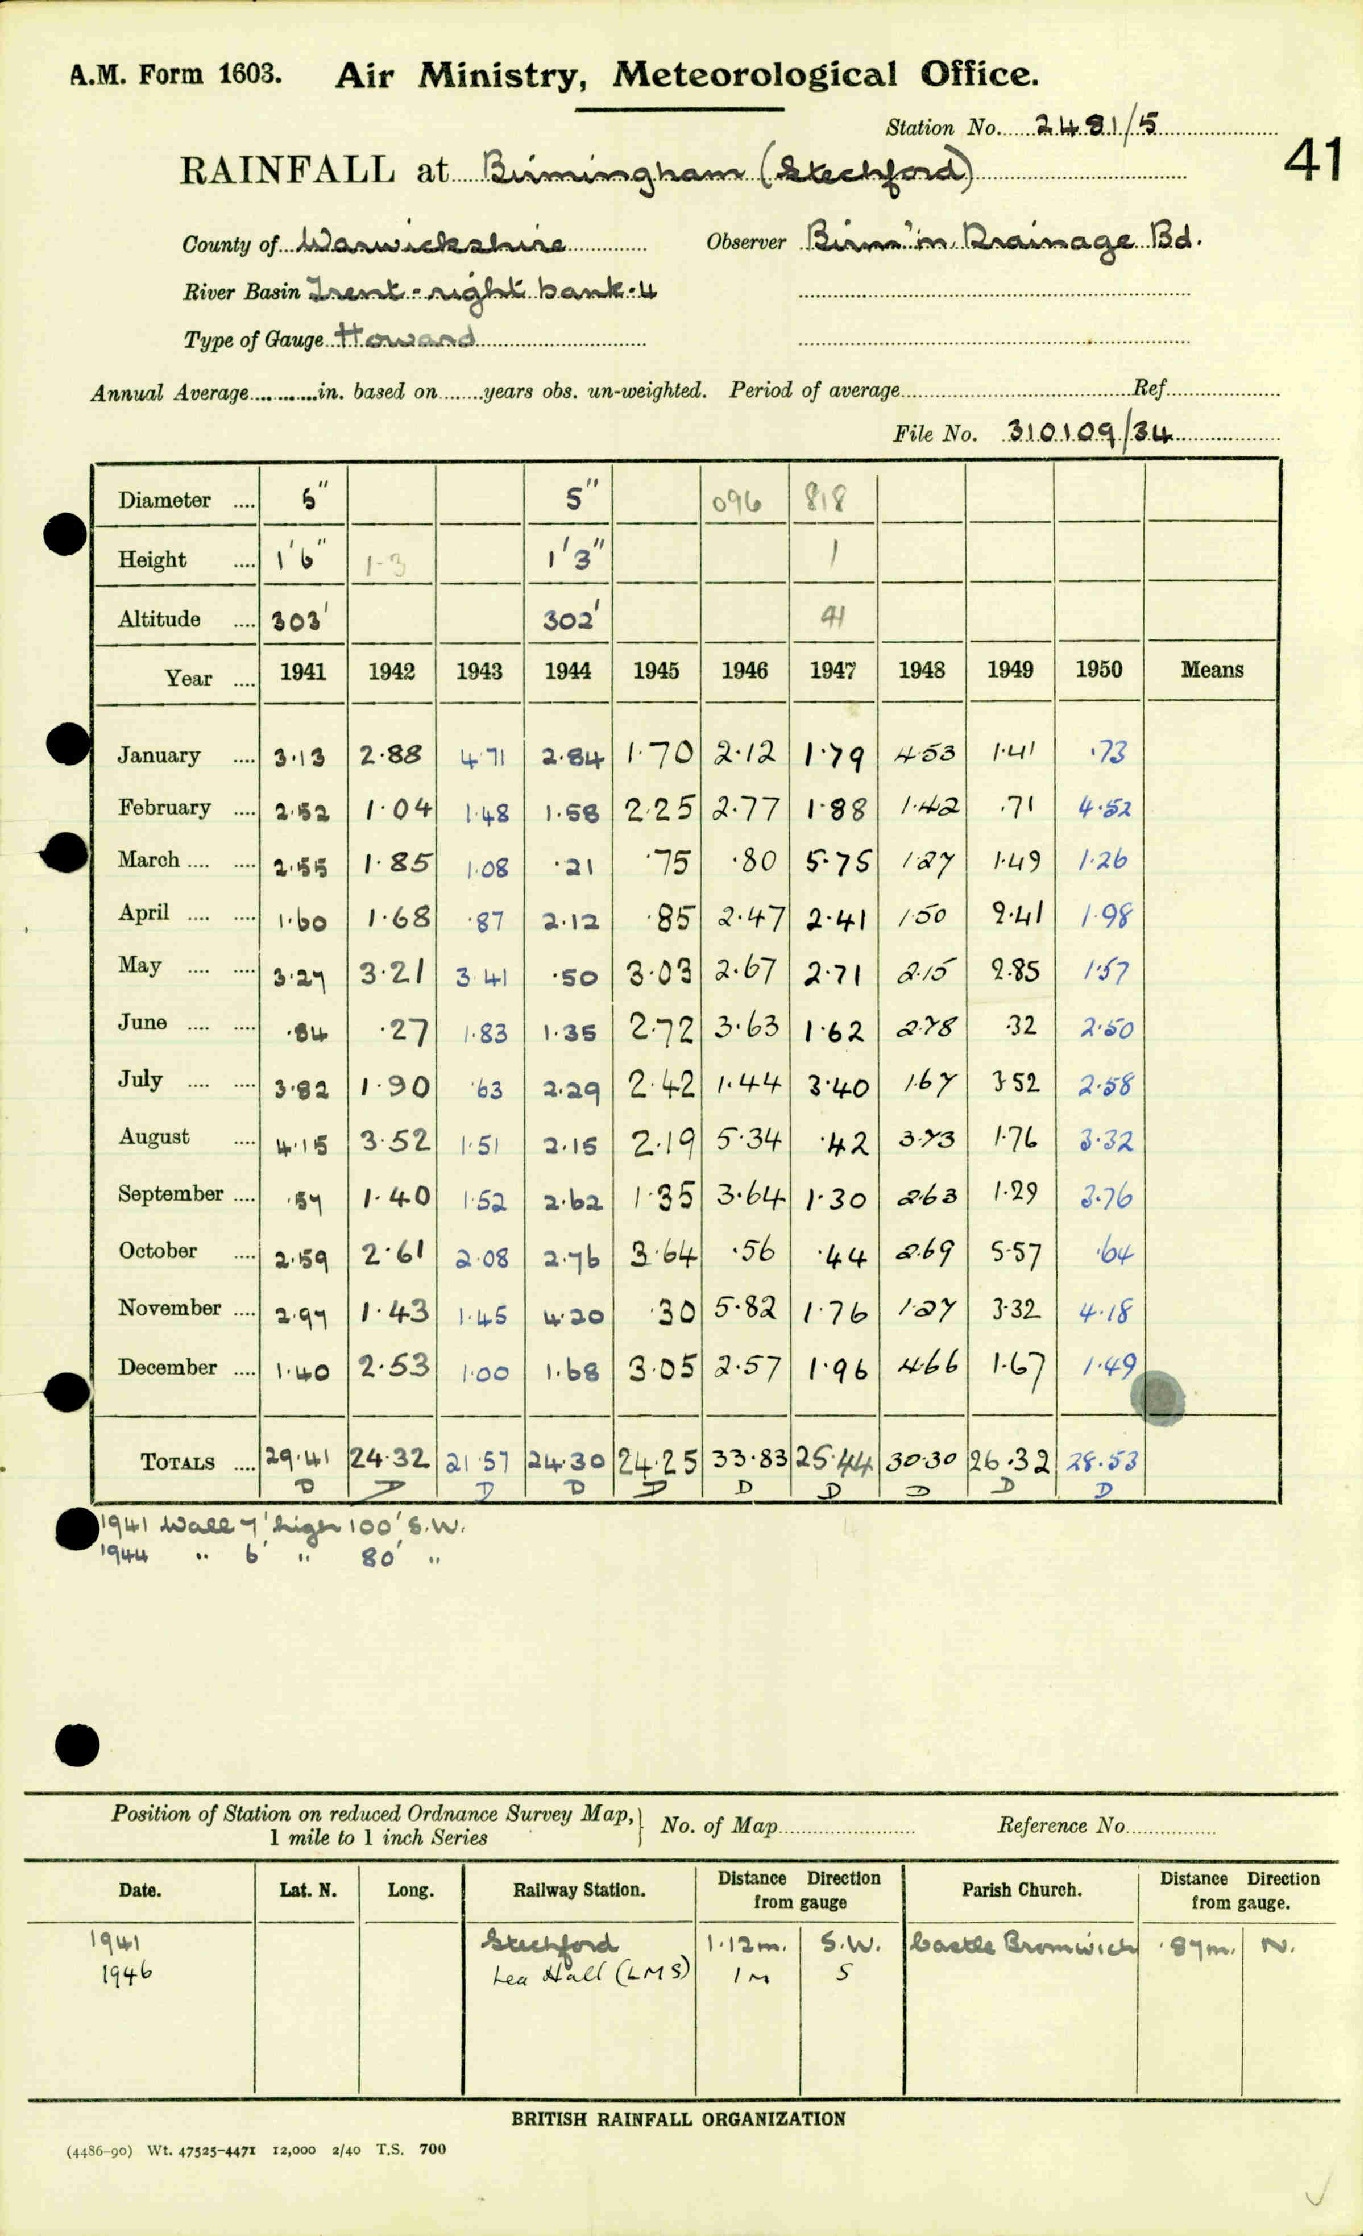 A.M. Form 1603. Air Ministry, Meteorological Office.
Station No. 2481/5
41
RAINFALL at Birmingham (Stechford)
County of Warwickshire Observer Birm'm Drainage Bd.
River Basin Trent - right bank - 4
Type of Gauge Howard
Annual Average in. based on years obs. un-weighted. Period of average Ref
File No. 310109/34
Diameter .... 5" 5" 096 818
Height .... 1'6" 1-3 1'3" 1
Altitude .... 303' 302' 41
Year .... 1941 1942 1943 1944 1945 1946 1947 1948 1949 1950 Means
January .... 3·13 2·88 4·71 2·84 1·70 2·12 1·79 4·53 1·41 ·73
February .... 2·52 1·04 1·48 1·58 2·25 2·77 1·88 1·42 ·71 4·52
March .... .... 2·55 1·85 1·08 ·21 ·75 ·80 5·75 1·27 1·49 1·26
April .... .... 1·60 1·68 ·87 2·12 ·85 2·47 2·41 1·50 2·41 1·98
May .... .... 3·27 3·21 3·41 ·50 3·03 2·67 2·71 2·15 2·85 1·57
June .... .... ·84 ·27 1·83 1·35 2·72 3·63 1·62 2·78 ·32 2·50
July .... .... 3·82 1·90 ·63 2·29 2·42 1·44 3·40 1·67 3·52 2·58
August .... 4·15 3·52 1·51 2·15 2·19 5·34 ·42 3·73 1·76 3·32
September .... ·57 1·40 1·52 2·62 1·35 3·64 1·30 2·63 1·29 3·76
October .... 2·59 2·61 2·08 2·76 3·64 ·56 ·44 2·69 5·57 ·64
November .... 2·97 1·43 1·45 4·20 ·30 5·82 1·76 1·27 3·32 4·18
December .... 1·40 2·53 1·00 1·68 3·05 2·57 1·96 4·66 1·67 1·49
TOTALS .... 29·41 24·32 21·57 24·30 24·25 33·83 25·44 30·30 26·32 28·53
D D D D D D D D D D
1941 Wall 7' high 100' S.W.
1944 " 6' " 80' "
Position of Station on reduced Ordnance Survey Map, } No. of Map Reference No.
1 mile to 1 inch Series
Date. Lat. N. Long. Railway Station. Distance Direction from gauge Parish Church. Distance Direction from gauge.
1941 Stechford 1·12m. S.W. Castle Bromwich ·87m. N.
1946 Lea Hall (LMS) 1 m S
BRITISH RAINFALL ORGANIZATION
(4486-90) Wt. 47525-4471 12,000 2/40 T.S. 700